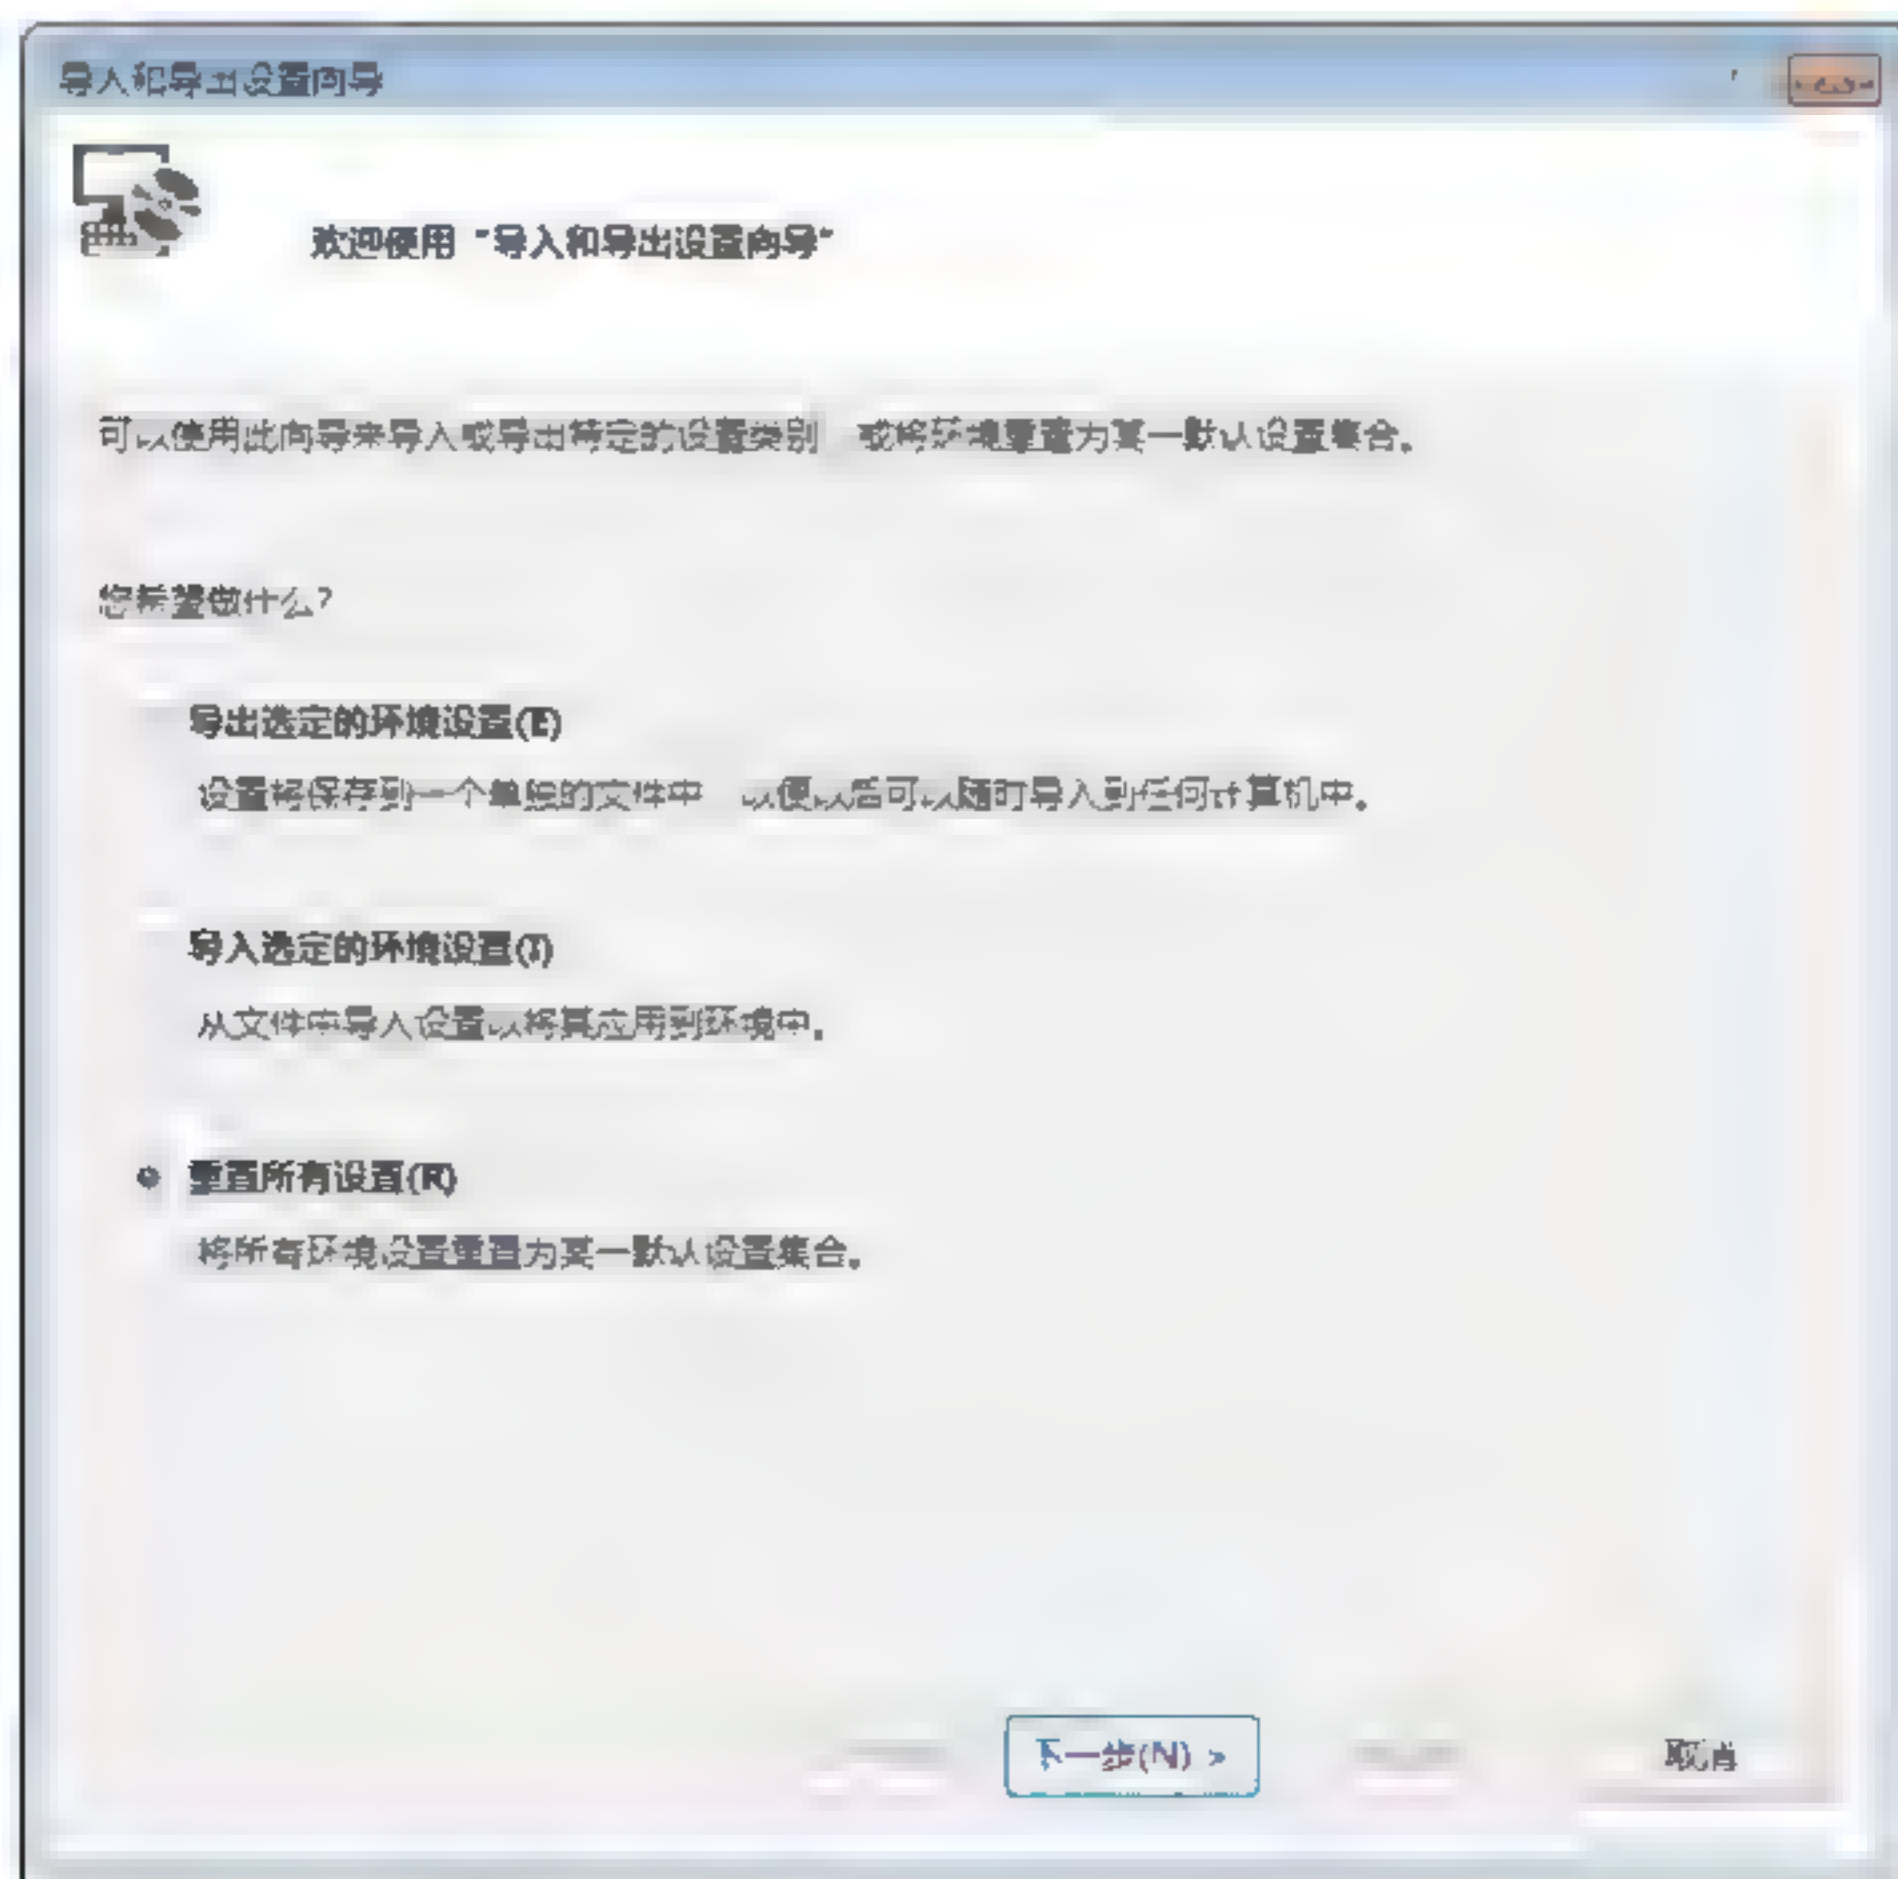 导入和导出设置向导
欢迎使用“导入和导出设置向导”
可以使用此向导来导入或导出特定的设置类别，或将环境重置为某一默认设置集合。
您希望做什么?
导出选定的环境设置(E)
设置将保存到一个单独的文件中，以便以后可以随时导入到任何计算机中。
导入选定的环境设置(I)
从文件中导入设置以将其应用到环境中。
重置所有设置(R)
将所有环境设置重置为某一默认设置集合。
下一步(N) >
取消